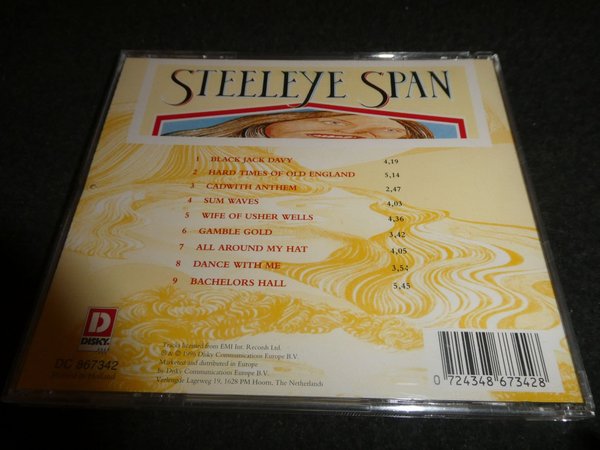 STEELEYE SPAN
1 BLACK JACK DAVY 4,19
2 HARD TIMES OF OLD ENGLAND 5,14
3 CADWITH ANTHEM 2,47
4 SUM WAVES 4,03
5 WIFE OF USHER WELLS 4,36
6 GAMBLE GOLD 3,42
7 ALL AROUND MY HAT 4,05
8 DANCE WITH ME 3,54
9 BACHELORS HALL 5,45
D
DISKY
DC 867342
Printed in Holland
Tracks licensed from EMI Int. Records Ltd.
℗ & © 1996 Disky Communications Europe B.V.
Marketed and distributed in Europe
by Disky Communications Europe B.V.
Lageweg 19, 1628 PM Hoorn, The Netherlands
0 724348 673428